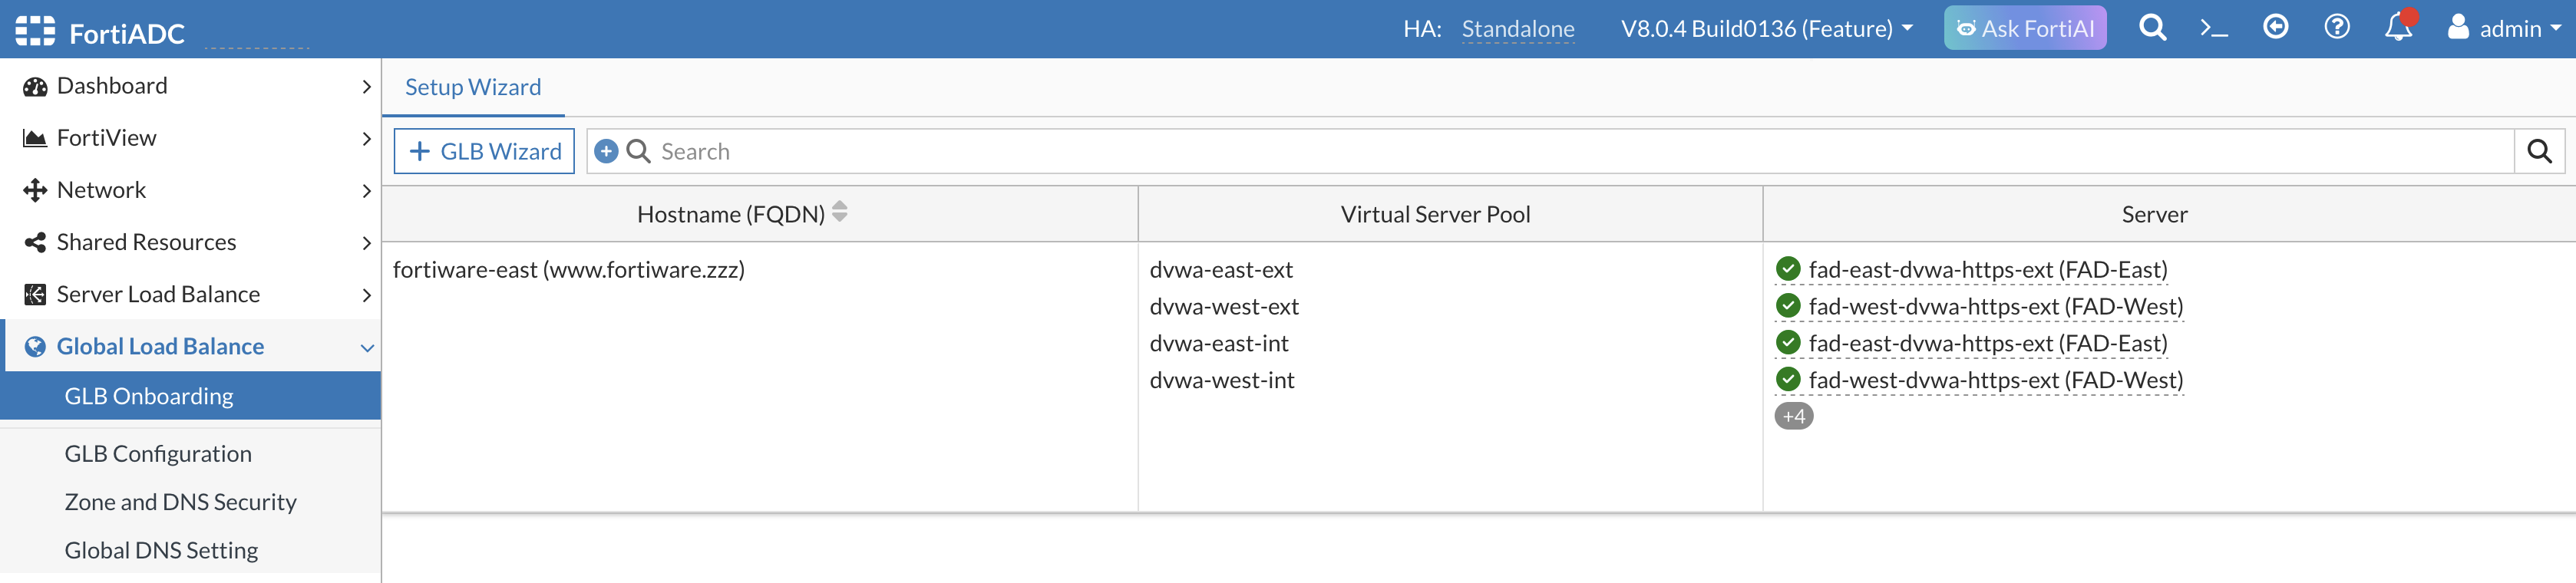 FortiADC
HA: Standalone V8.0.4 Build0136 (Feature) Ask FortiAI admin
Dashboard
FortiView
Network
Shared Resources
Server Load Balance
Global Load Balance
GLB Onboarding
GLB Configuration
Zone and DNS Security
Global DNS Setting
Setup Wizard
GLB Wizard Search
Hostname (FQDN) Virtual Server Pool Server
fortiware-east (www.fortiware.zzz) dvwa-east-ext fad-east-dvwa-https-ext (FAD-East)
dvwa-west-ext fad-west-dvwa-https-ext (FAD-West)
dvwa-east-int fad-east-dvwa-https-ext (FAD-East)
dvwa-west-int fad-west-dvwa-https-ext (FAD-West)
+4